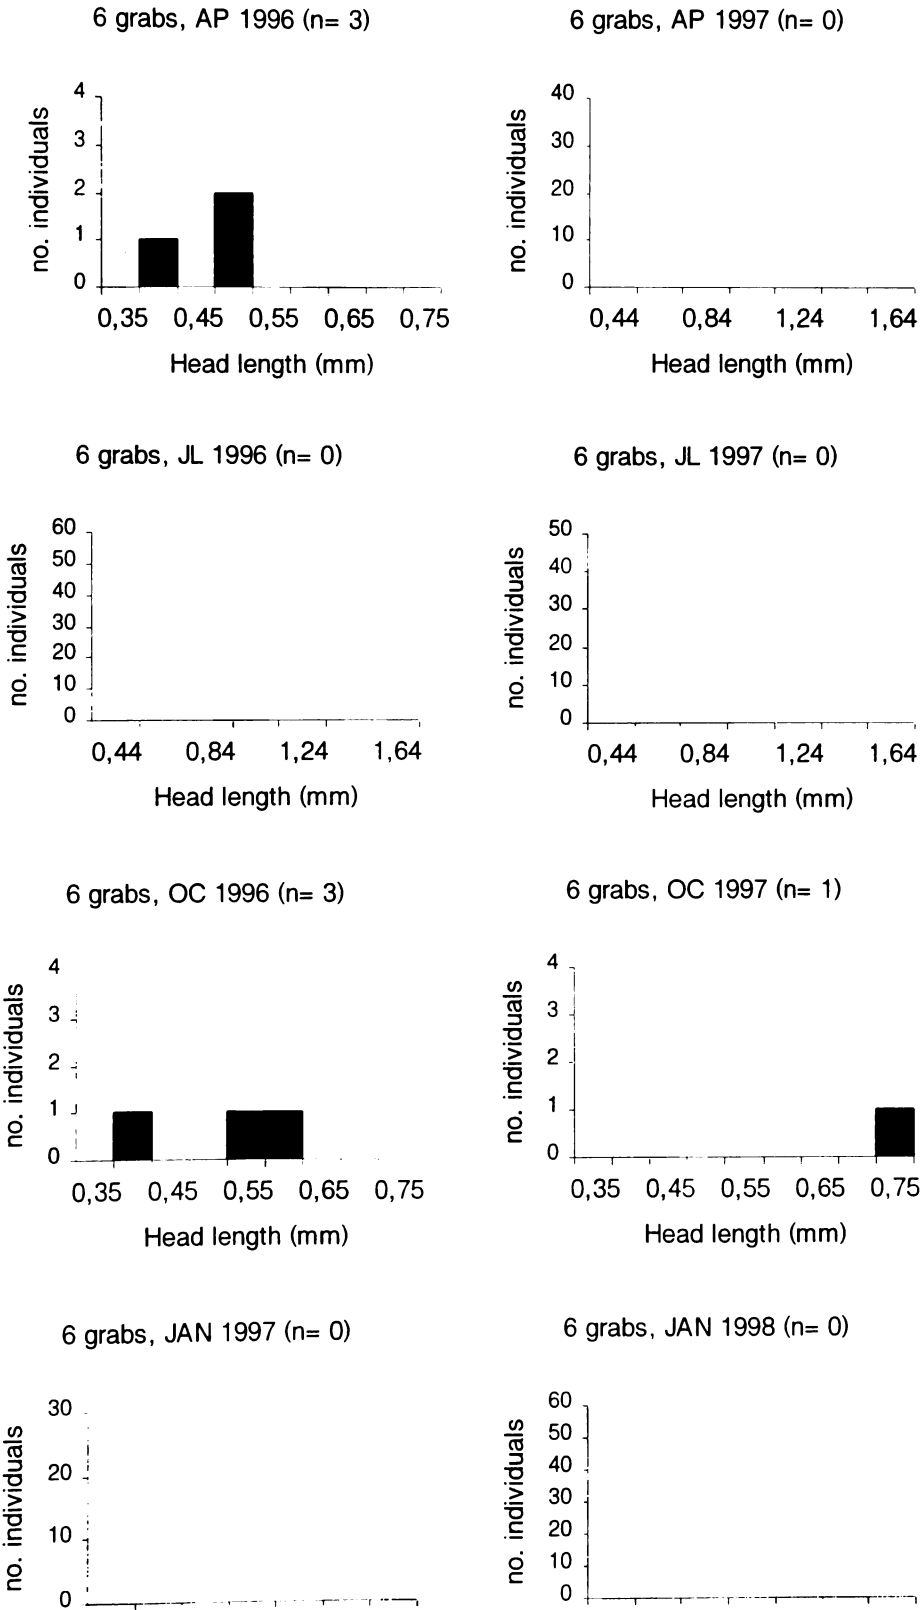 6 grabs, AP 1996 (n= 3)
4
3
2
1
0
no. individuals
0,35 0,45 0,55 0,65 0,75
Head length (mm)
6 grabs, AP 1997 (n= 0)
40
30
20
10
0
no. individuals
0,44 0,84 1,24 1,64
Head length (mm)
6 grabs, JL 1996 (n= 0)
60
50
40
30
20
10
0
no. individuals
0,44 0,84 1,24 1,64
Head length (mm)
6 grabs, JL 1997 (n= 0)
50
40
30
20
10
0
no. individuals
0,44 0,84 1,24 1,64
Head length (mm)
6 grabs, OC 1996 (n= 3)
4
3
2
1
0
no. individuals
0,35 0,45 0,55 0,65 0,75
Head length (mm)
6 grabs, OC 1997 (n= 1)
4
3
2
1
0
no. individuals
0,35 0,45 0,55 0,65 0,75
Head length (mm)
6 grabs, JAN 1997 (n= 0)
30
20
10
0
no. individuals
6 grabs, JAN 1998 (n= 0)
60
50
40
30
20
10
0
no. individuals